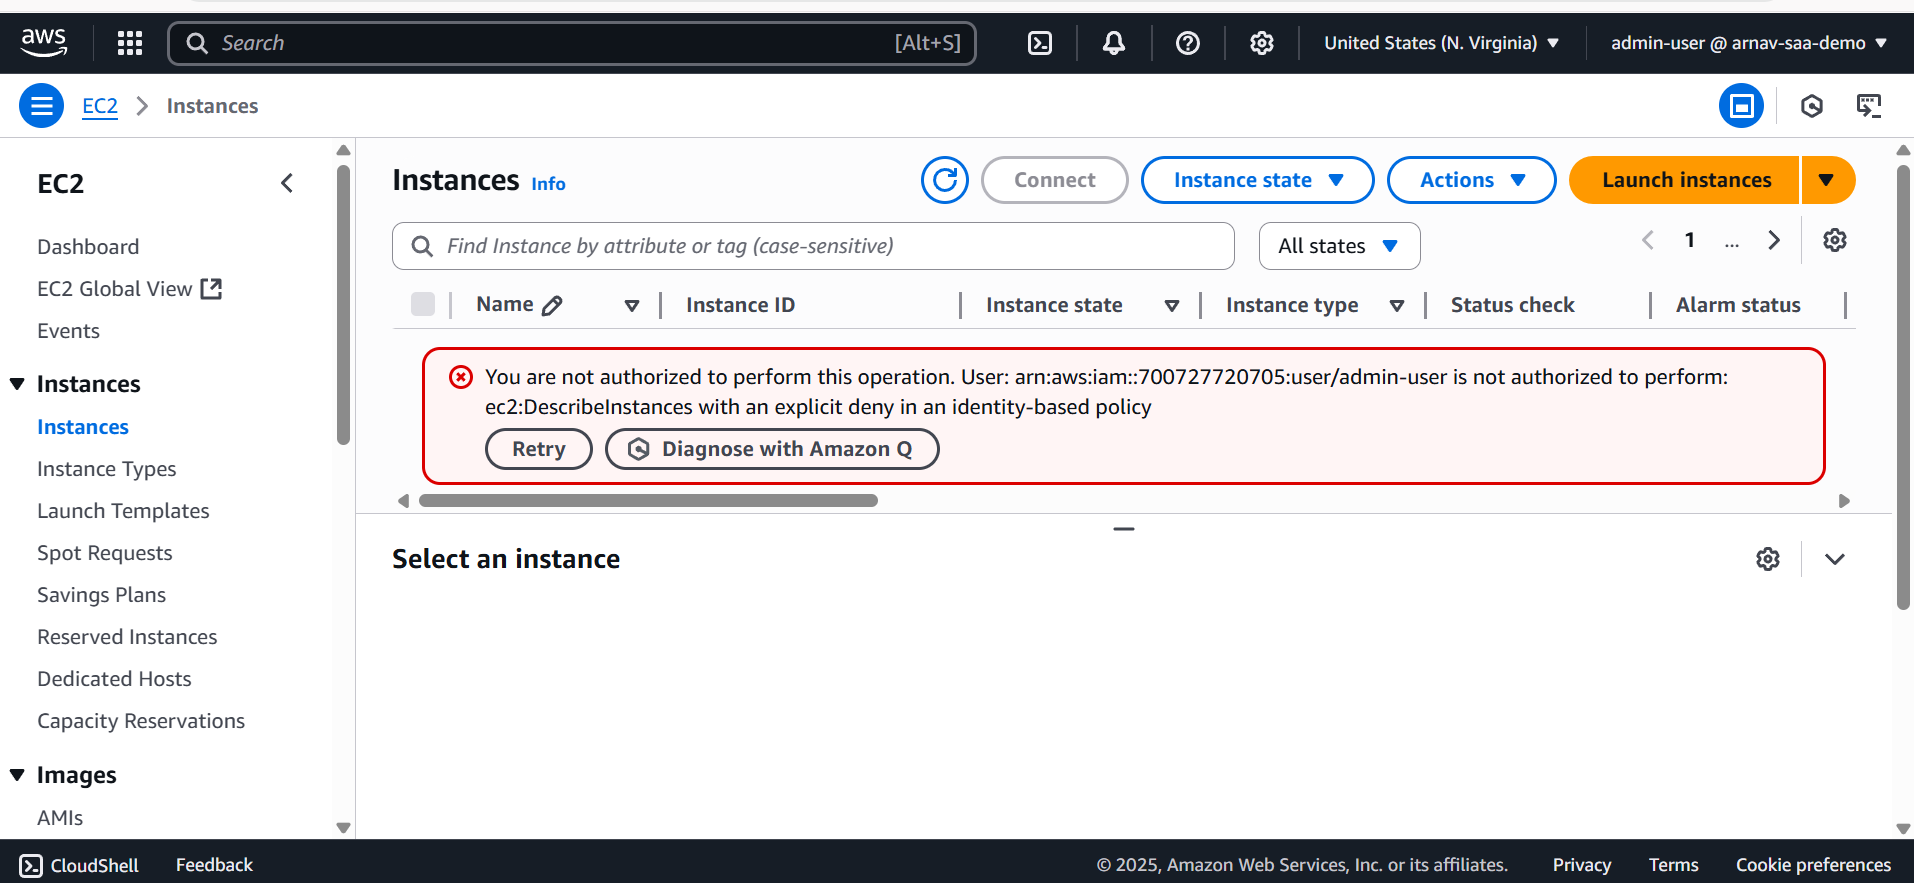 aws
Search [Alt+S]
United States (N. Virginia)
admin-user @ arnav-saa-demo
EC2 Instances
EC2
Dashboard
EC2 Global View
Events
Instances
Instances
Instance Types
Launch Templates
Spot Requests
Savings Plans
Reserved Instances
Dedicated Hosts
Capacity Reservations
Images
AMIs
Instances Info
Connect
Instance state
Actions
Launch instances
Find Instance by attribute or tag (case-sensitive)
All states
1 ...
Name Instance ID Instance state Instance type Status check Alarm status
You are not authorized to perform this operation. User: arn:aws:iam::700727720705:user/admin-user is not authorized to perform:
ec2:DescribeInstances with an explicit deny in an identity-based policy
Retry Diagnose with Amazon Q
Select an instance
CloudShell Feedback © 2025, Amazon Web Services, Inc. or its affiliates. Privacy Terms Cookie preferences